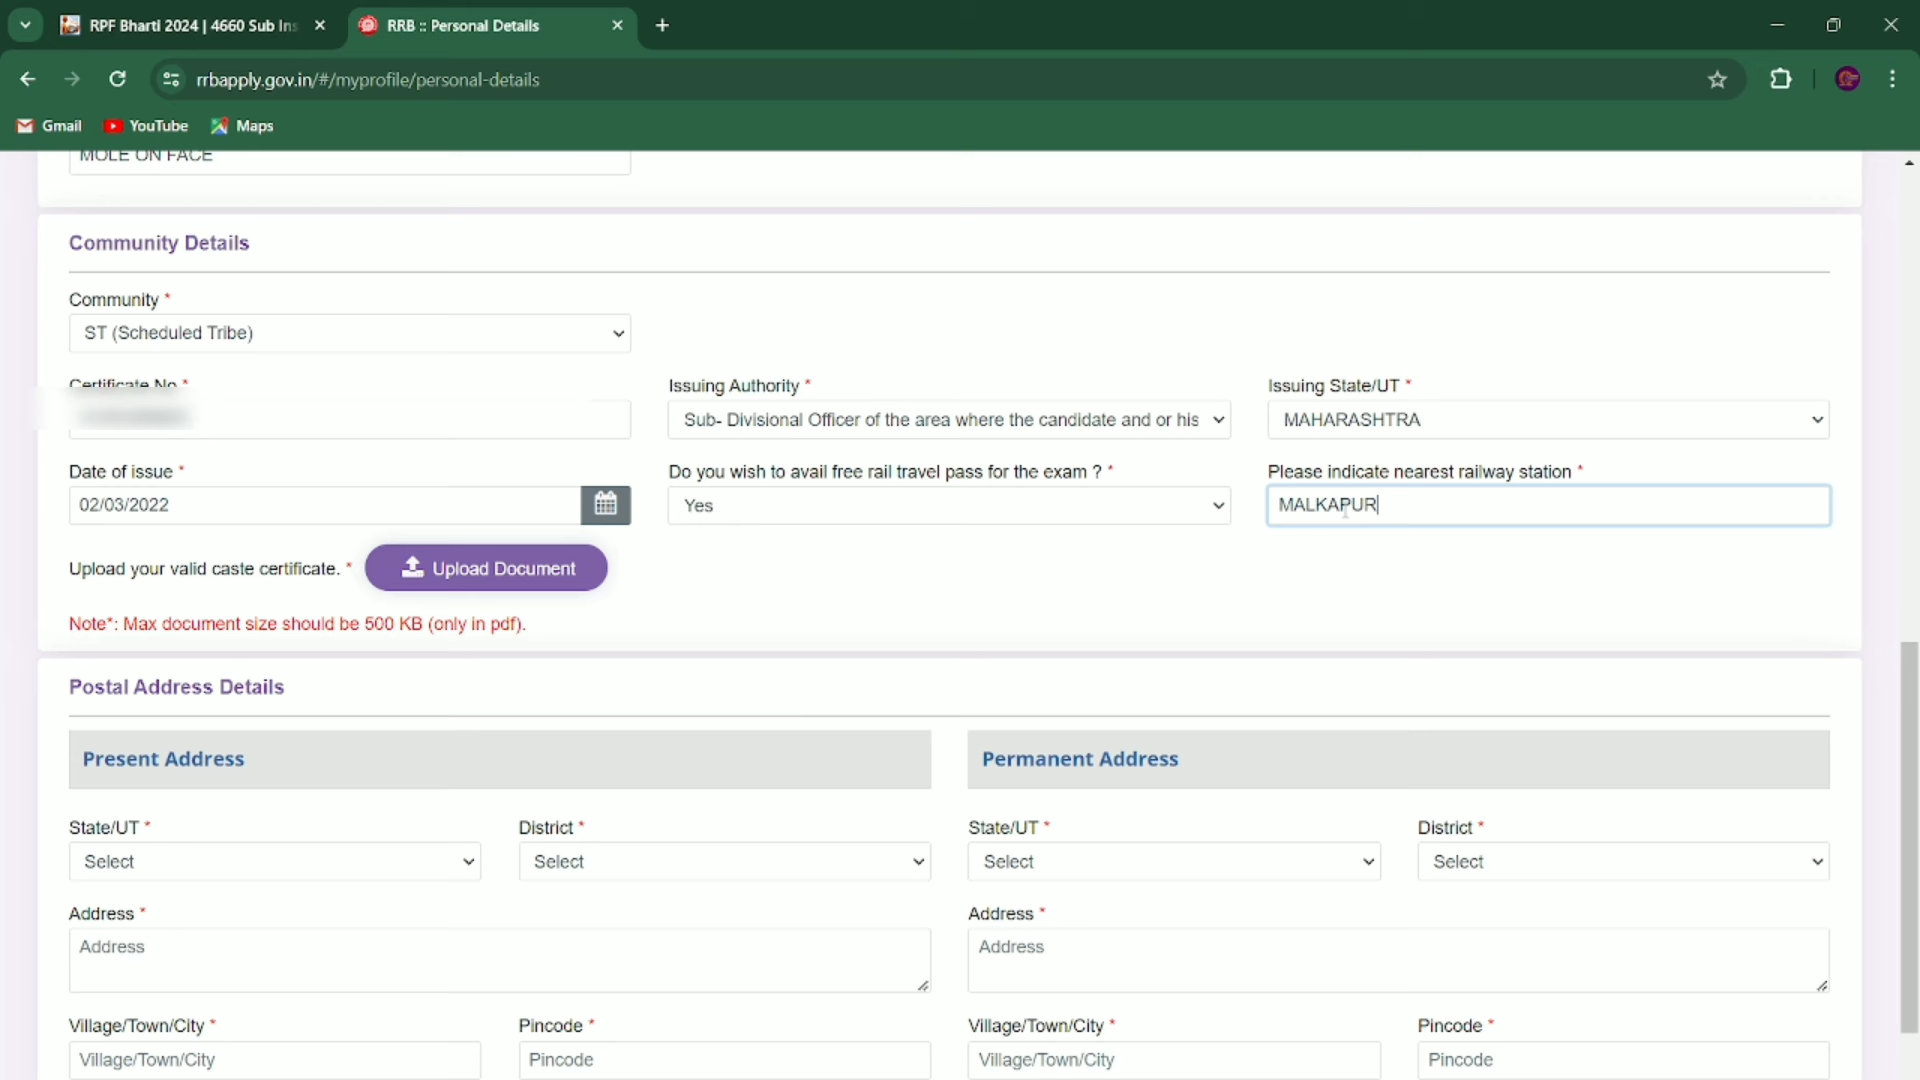 RPF Bharti 2024 | 4660 Sub Ins
RRB :: Personal Details
rrbapply.gov.in/#/myprofile/personal-details
Gmail YouTube Maps
MOLE ON FACE
Community Details
Community *
ST (Scheduled Tribe)
Certificate No * Issuing Authority * Issuing State/UT *
Sub- Divisional Officer of the area where the candidate and or his MAHARASHTRA
Date of issue * Do you wish to avail free rail travel pass for the exam ? * Please indicate nearest railway station *
02/03/2022 Yes MALKAPUR
Upload your valid caste certificate. * Upload Document
Note*: Max document size should be 500 KB (only in pdf).
Postal Address Details
Present Address Permanent Address
State/UT * District * State/UT * District *
Select Select Select Select
Address * Address *
Address Address
Village/Town/City * Pincode * Village/Town/City * Pincode *
Village/Town/City Pincode Village/Town/City Pincode